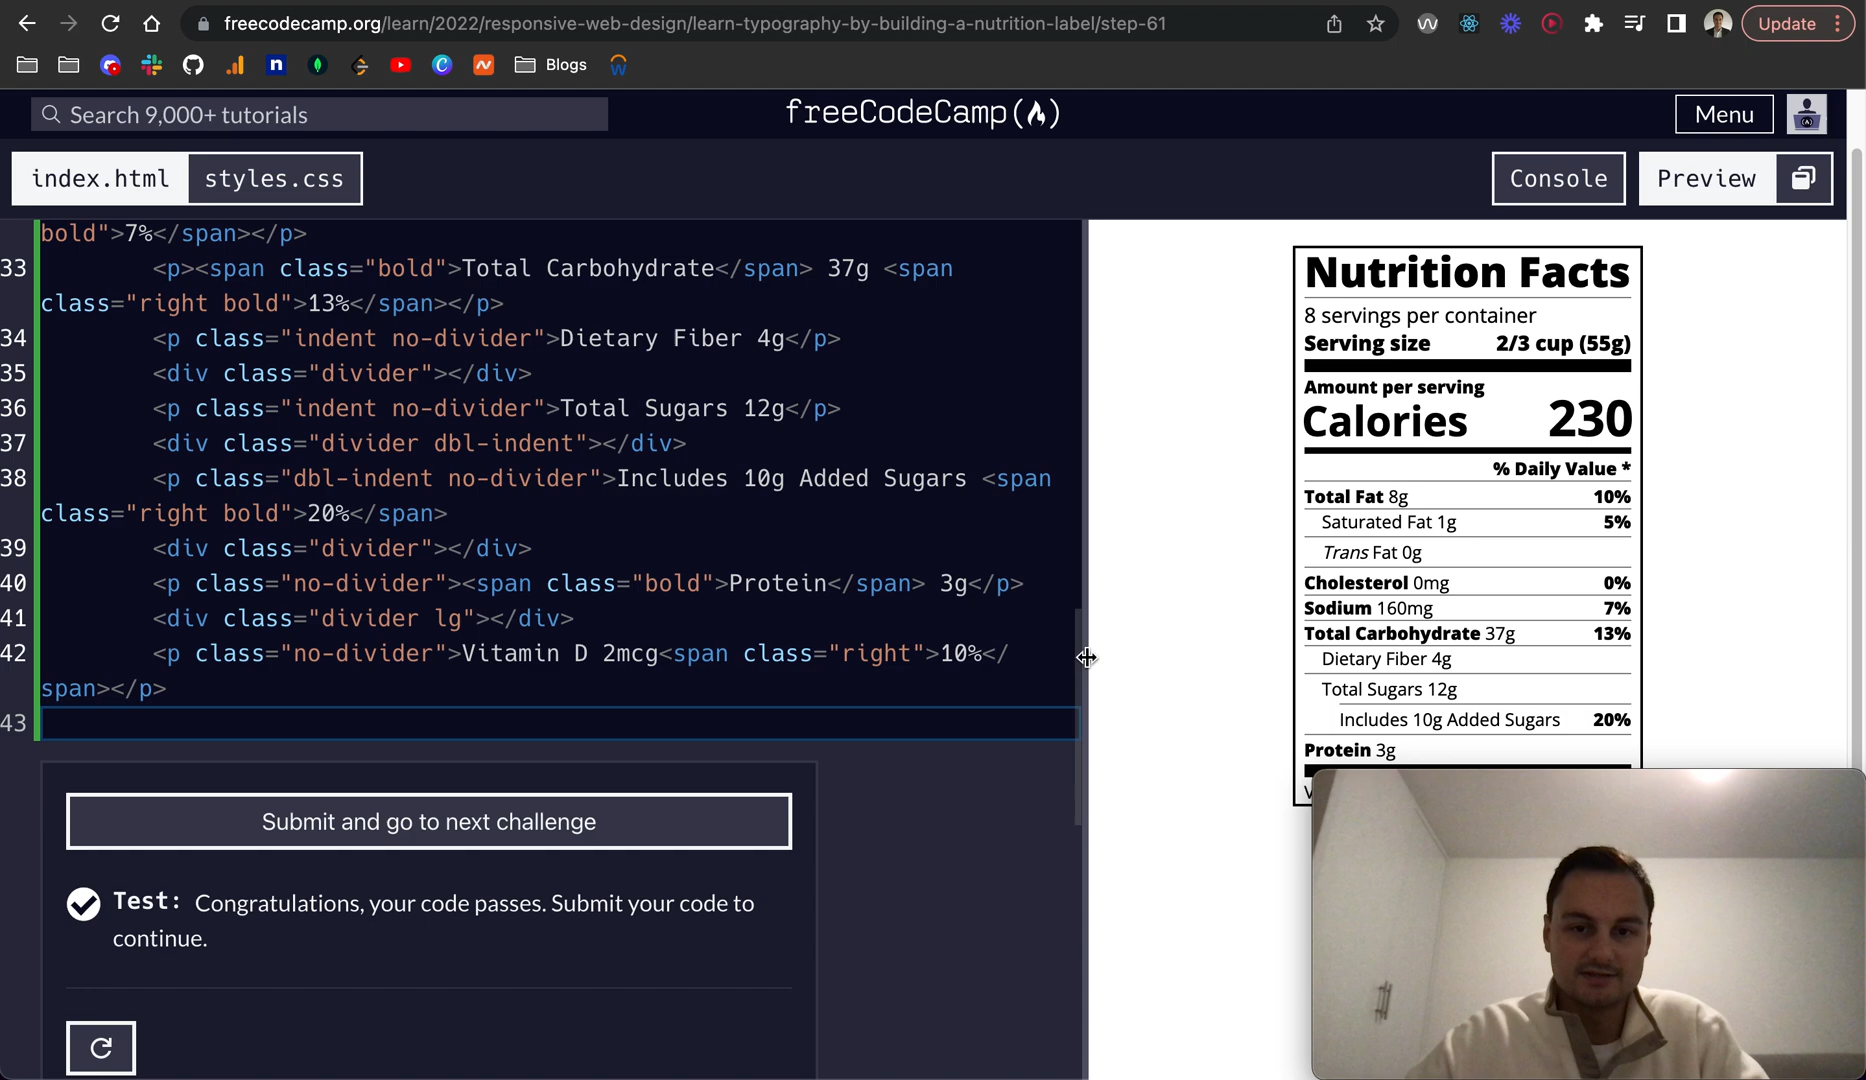 freecodecamp.org/learn/2022/responsive-web-design/learn-typography-by-building-a-nutrition-label/step-61
Update
Blogs
Search 9,000+ tutorials
freeCodeCamp(
)
Menu
index.html
styles.css
Console
Preview
bold">7%</span></p>
33 <p><span class="bold">Total Carbohydrate</span> 37g <span
class="right bold">13%</span></p>
34 <p class="indent no-divider">Dietary Fiber 4g</p>
35 <div class="divider"></div>
36 <p class="indent no-divider">Total Sugars 12g</p>
37 <div class="divider dbl-indent"></div>
38 <p class="dbl-indent no-divider">Includes 10g Added Sugars <span
class="right bold">20%</span>
39 <div class="divider"></div>
40 <p class="no-divider"><span class="bold">Protein</span> 3g</p>
41 <div class="divider lg"></div>
42 <p class="no-divider">Vitamin D 2mcg<span class="right">10%</
span></p>
43
Submit and go to next challenge
Test: Congratulations, your code passes. Submit your code to
continue.
Nutrition Facts
8 servings per container
Serving size 2/3 cup (55g)
Amount per serving
Calories 230
% Daily Value *
Total Fat 8g 10%
Saturated Fat 1g 5%
Trans Fat 0g
Cholesterol 0mg 0%
Sodium 160mg 7%
Total Carbohydrate 37g 13%
Dietary Fiber 4g
Total Sugars 12g
Includes 10g Added Sugars 20%
Protein 3g